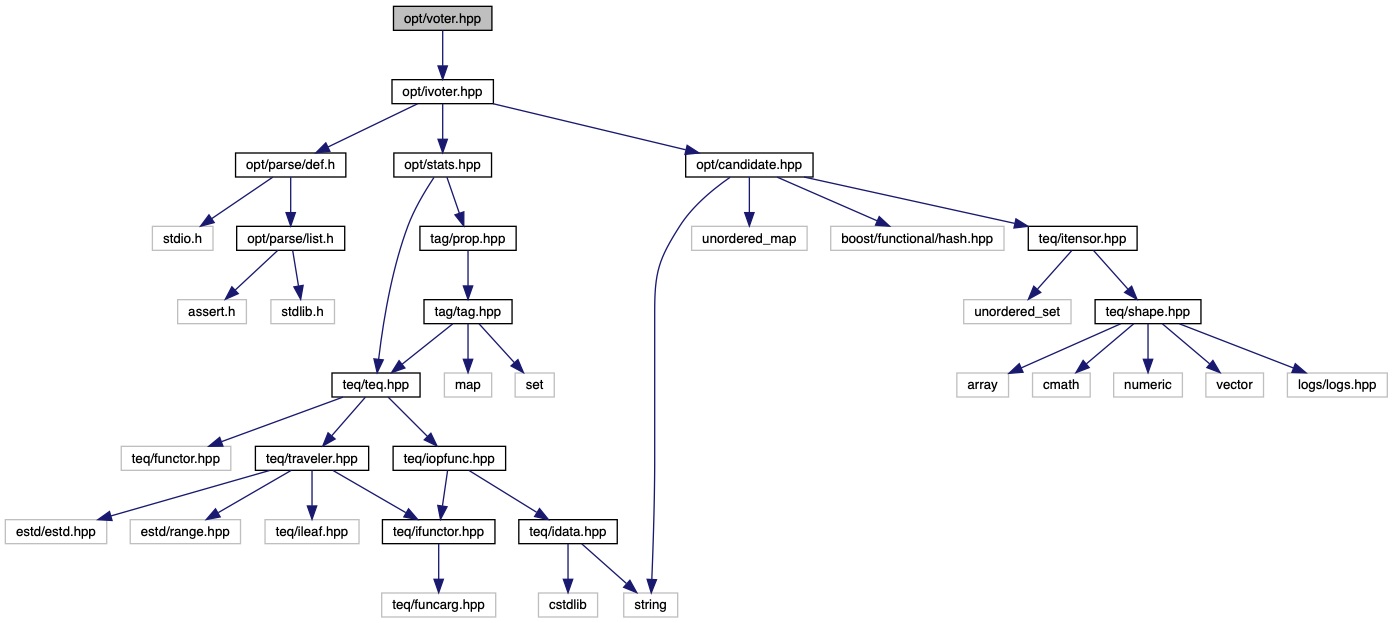 opt/voter.hpp
opt/ivoter.hpp
opt/parse/def.h
opt/stats.hpp
opt/candidate.hpp
stdio.h
opt/parse/list.h
tag/prop.hpp
unordered_map
boost/functional/hash.hpp
teq/itensor.hpp
assert.h
stdlib.h
tag/tag.hpp
unordered_set
teq/shape.hpp
teq/teq.hpp
map
set
array
cmath
numeric
vector
logs/logs.hpp
teq/functor.hpp
teq/traveler.hpp
teq/iopfunc.hpp
estd/estd.hpp
estd/range.hpp
teq/ileaf.hpp
teq/ifunctor.hpp
teq/idata.hpp
teq/funcarg.hpp
cstdlib
string